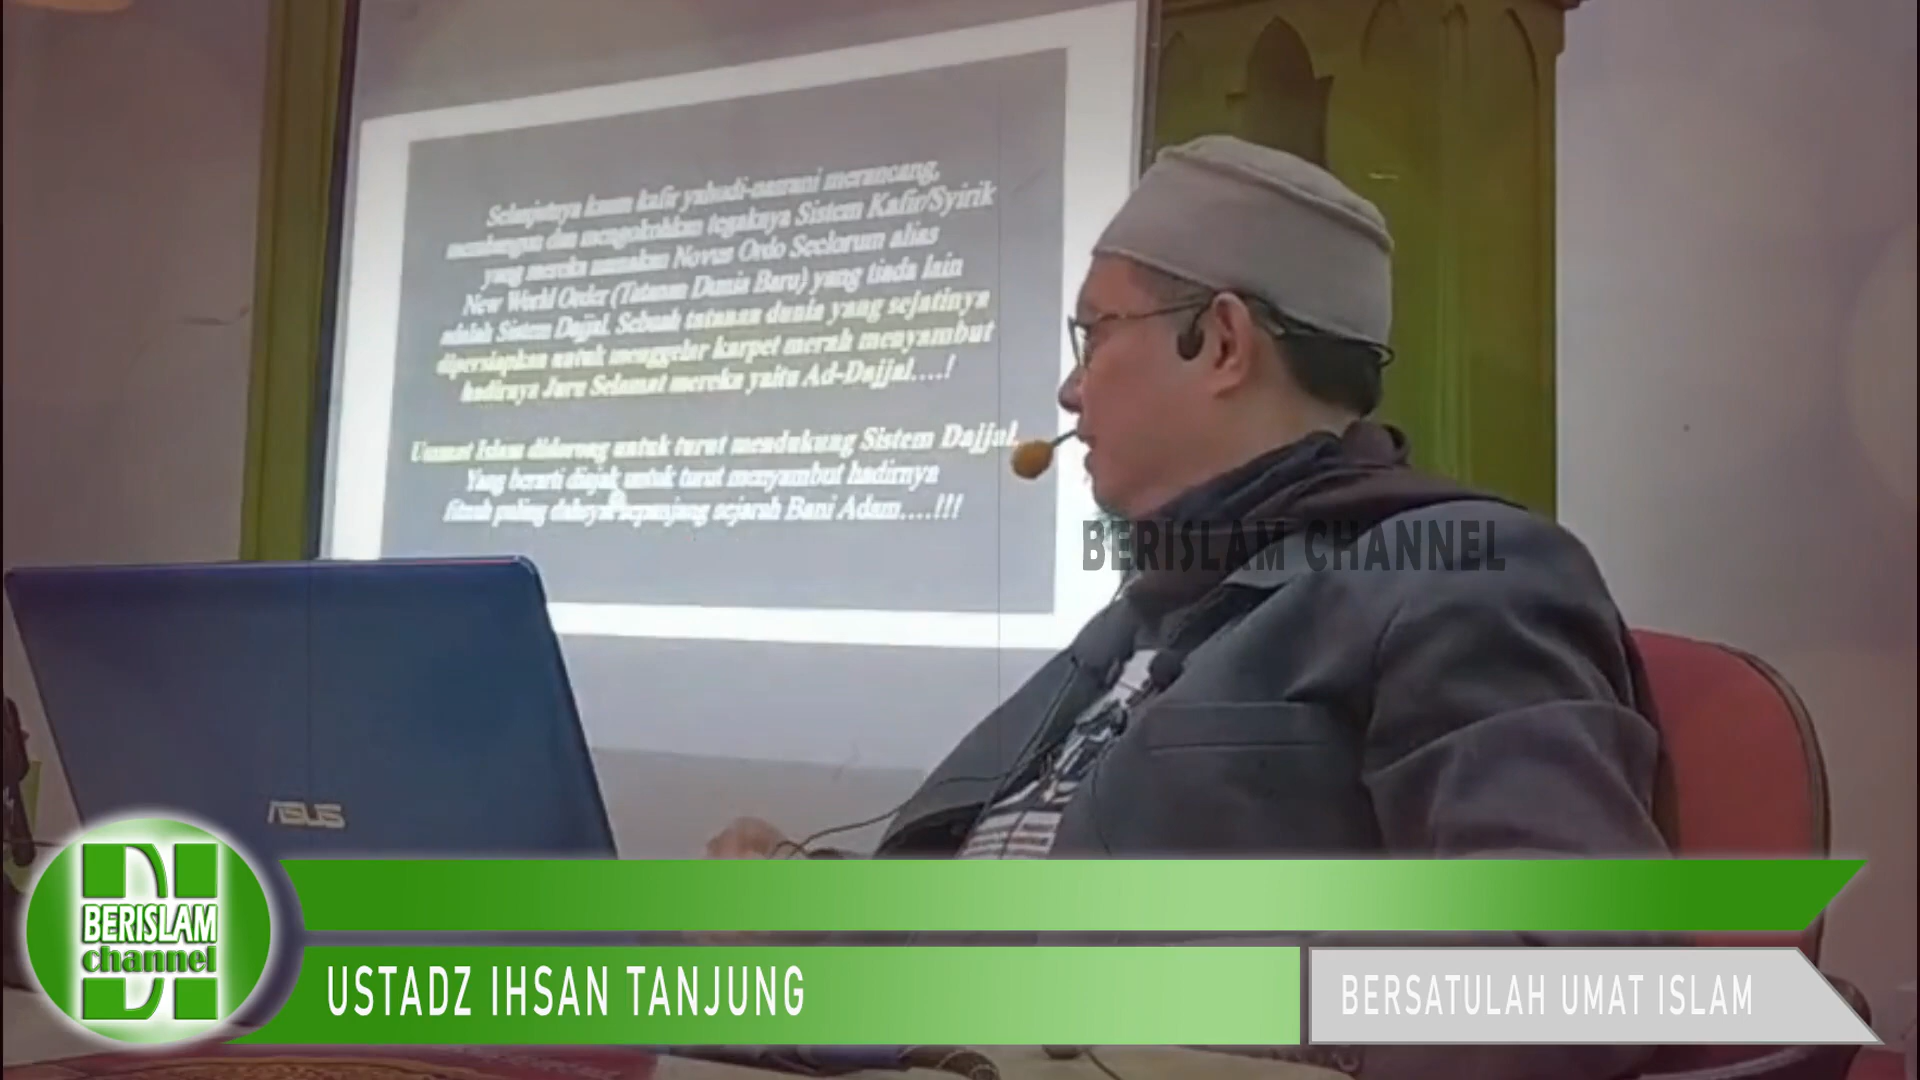 Selanjutnya kaum kafir yahudi-nasrani merancang,
membangun dan mengokohkan tegaknya Sistem Kafir/Syirik
yang mereka namakan Novus Ordo Seclorum alias
New World Order (Tatanan Dunia Baru) yang tiada lain
adalah Sistem Dajjal. Sebuah tatanan dunia yang sejatinya
dipersiapkan untuk menggelar karpet merah menyambut
hadirnya Juru Selamat mereka yaitu Ad-Dajjal....!
Ummat Islam didorong untuk turut mendukung Sistem Dajjal.
Yang berarti diajak untuk turut menyambut hadirnya
fitnah paling dahsyat sepanjang sejarah Bani Adam....!!!
BERISLAM CHANNEL
ASUS
BERISLAM
channel
USTADZ IHSAN TANJUNG
BERSATULAH UMAT ISLAM